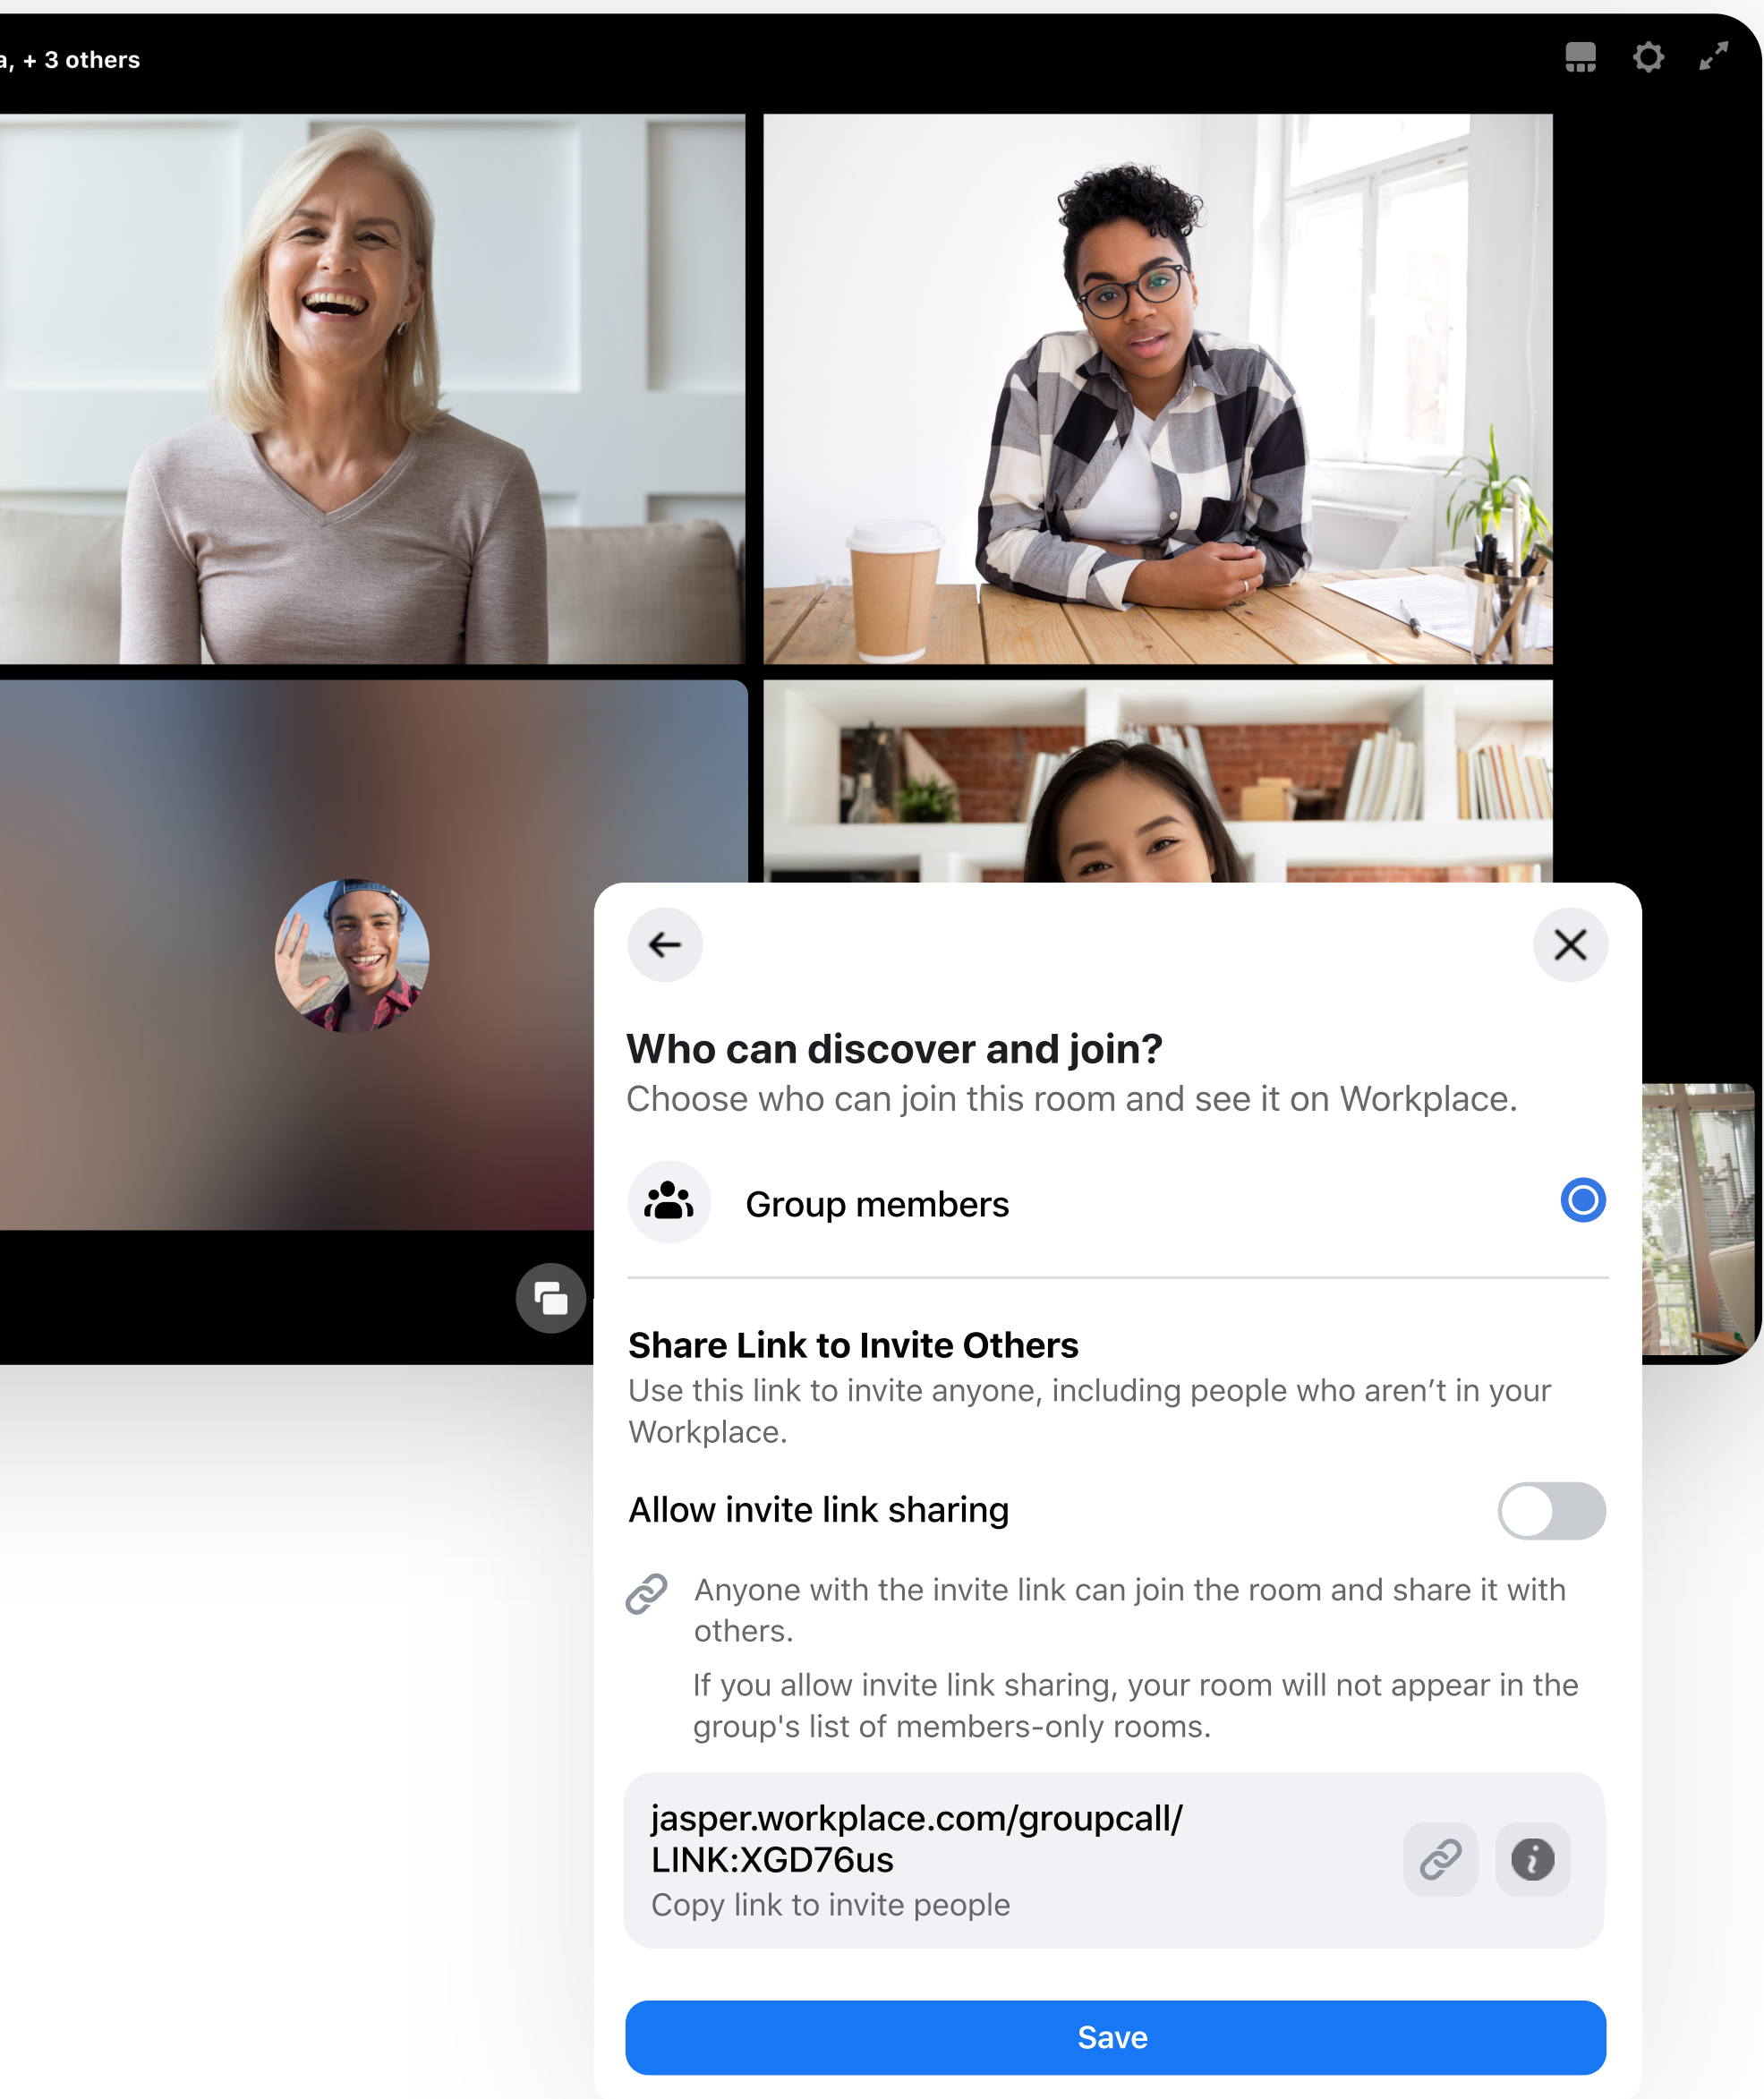 a, + 3 others
Who can discover and join?
Choose who can join this room and see it on Workplace.
Group members
Share Link to Invite Others
Use this link to invite anyone, including people who aren’t in your
Workplace.
Allow invite link sharing
Anyone with the invite link can join the room and share it with
others.
If you allow invite link sharing, your room will not appear in the
group's list of members-only rooms.
jasper.workplace.com/groupcall/
LINK:XGD76us
Copy link to invite people
Save